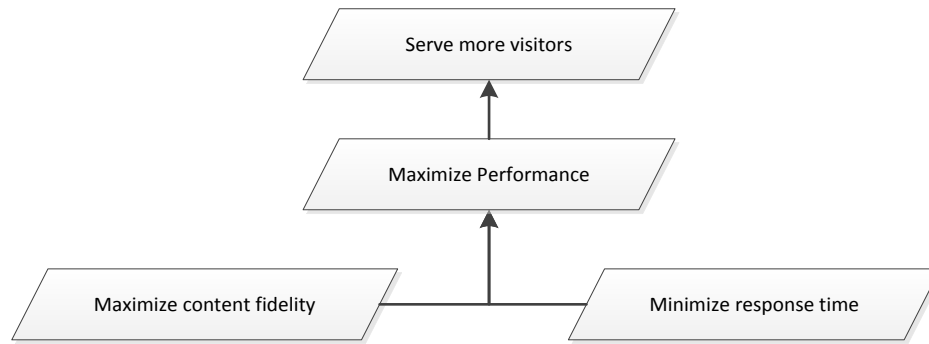 Serve more visitors
Maximize Performance
Maximize content fidelity
Minimize response time